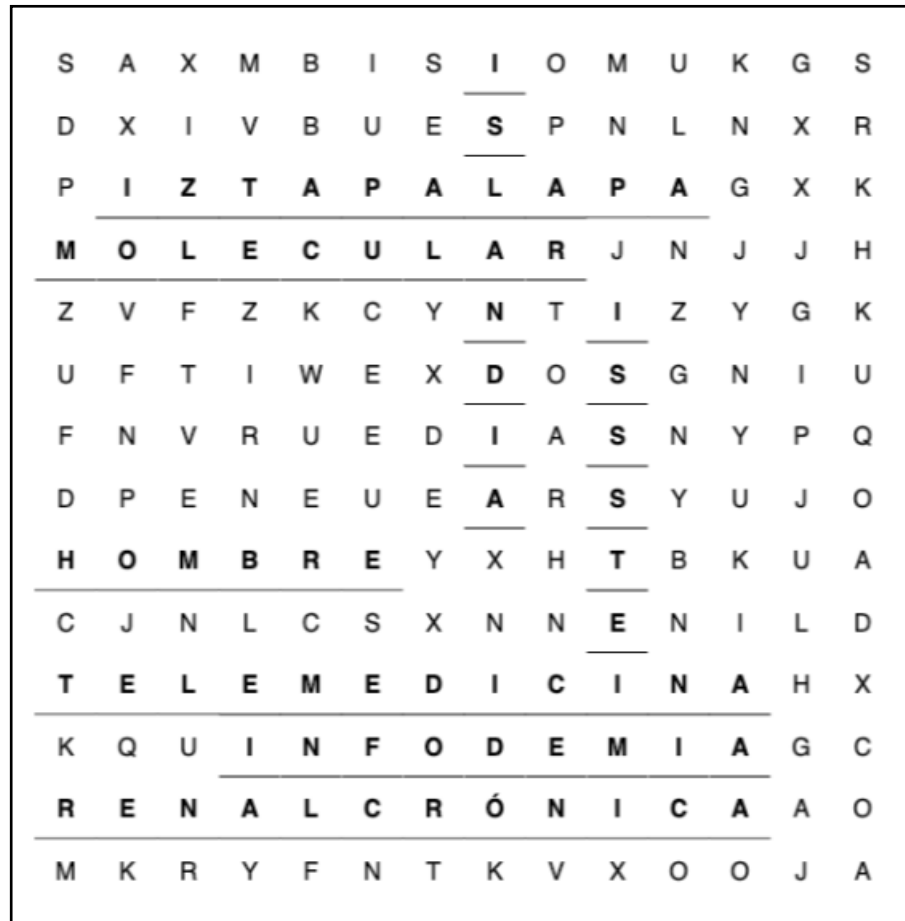 S A X M B I S I O M U K G S
D X I V B U E S P N L N X R
P I Z T A P A L A P A G X K
M O L E C U L A R J N J J H
Z V F Z K C Y N T I Z Y G K
U F T I W E X D O S G N I U
F N V R U E D I A S N Y P Q
D P E N E U E A R S Y U J O
H O M B R E Y X H T B K U A
C J N L C S X N N E N I L D
T E L E M E D I C I N A H X
K Q U I N F O D E M I A G C
R E N A L C R Ó N I C A A O
M K R Y F N T K V X O O J A